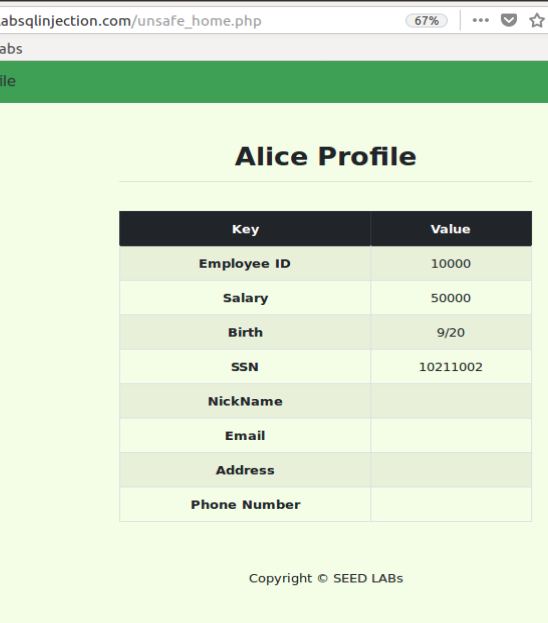 absqlinjection.com/unsafe_home.php 67%
abs
ile
Alice Profile
Key Value
Employee ID 10000
Salary 50000
Birth 9/20
SSN 10211002
NickName
Email
Address
Phone Number
Copyright © SEED LABs